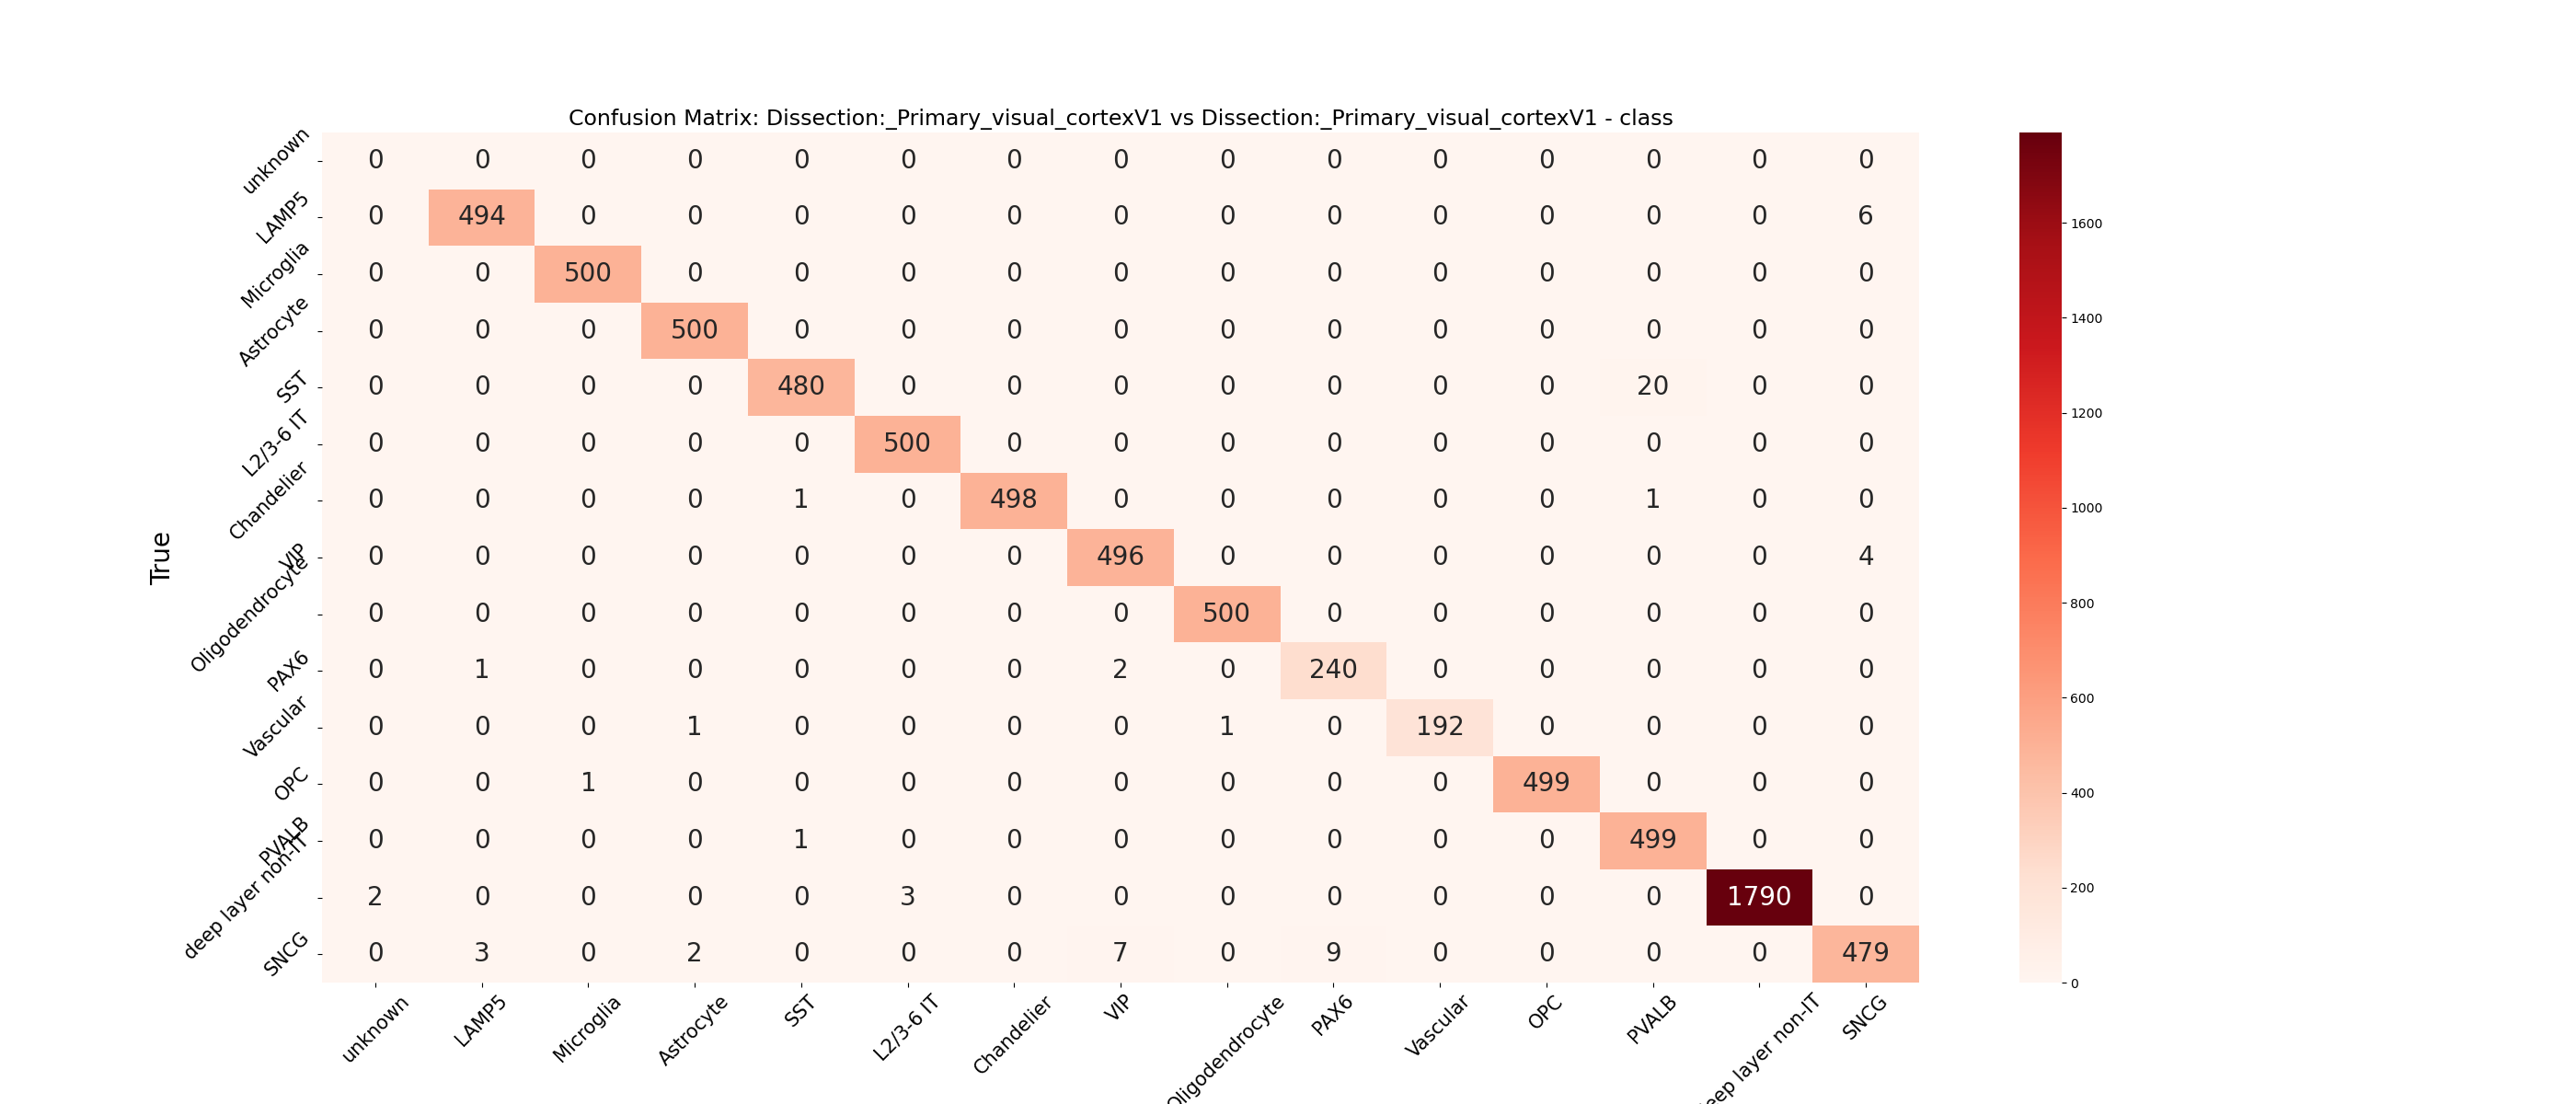 Confusion Matrix: Dissection:_Primary_visual_cortexV1 vs Dissection:_Primary_visual_cortexV1 - class
True
unknown 0 0 0 0 0 0 0 0 0 0 0 0 0 0 0
LAMP5 0 494 0 0 0 0 0 0 0 0 0 0 0 0 6
Microglia 0 0 500 0 0 0 0 0 0 0 0 0 0 0 0
Astrocyte 0 0 0 500 0 0 0 0 0 0 0 0 0 0 0
SST 0 0 0 0 480 0 0 0 0 0 0 0 20 0 0
L2/3-6 IT 0 0 0 0 0 500 0 0 0 0 0 0 0 0 0
Chandelier 0 0 0 0 1 0 498 0 0 0 0 0 1 0 0
VIP 0 0 0 0 0 0 0 496 0 0 0 0 0 0 4
Oligodendrocyte 0 0 0 0 0 0 0 0 500 0 0 0 0 0 0
PAX6 0 1 0 0 0 0 0 2 0 240 0 0 0 0 0
Vascular 0 0 0 1 0 0 0 0 1 0 192 0 0 0 0
OPC 0 0 1 0 0 0 0 0 0 0 0 499 0 0 0
PVALB 0 0 0 0 1 0 0 0 0 0 0 0 499 0 0
deep layer non-IT 2 0 0 0 0 3 0 0 0 0 0 0 0 1790 0
SNCG 0 3 0 2 0 0 0 7 0 9 0 0 0 0 479
unknown LAMP5 Microglia Astrocyte SST L2/3-6 IT Chandelier VIP Oligodendrocyte PAX6 Vascular OPC PVALB eep layer non-IT SNCG
1600
1400
1200
1000
800
600
400
200
0